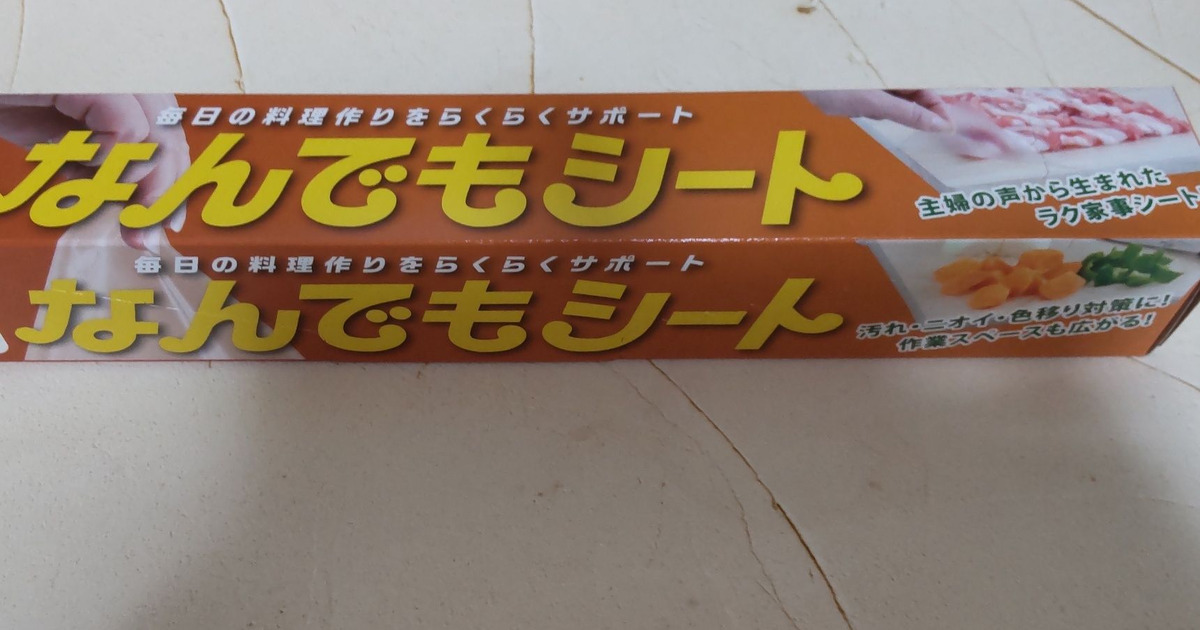 毎日の料理作りをらくらくサポート
なんでもシート
主婦の声から生まれた
ラク家事シート
毎日の料理作りをらくらくサポート
なんでもシート
汚れ・ニオイ・色移り対策に!
作業スペースも広がる!